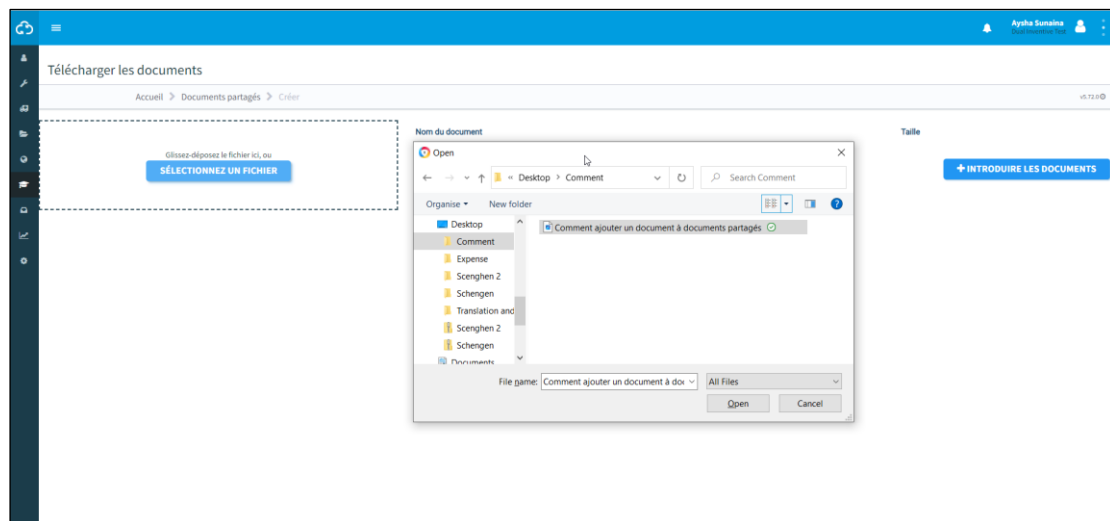 Aysha Sunaina
Dual Inventive Test
Télécharger les documents
Accueil > Documents partagés > Créer
v0.72.0
Glissez-déposez le fichier ici, ou
SÉLECTIONNEZ UN FICHIER
Nom du document
Taille
+ INTRODUIRE LES DOCUMENTS
Open
« Desktop > Comment
Search Comment
Organise
New folder
Desktop
Comment
Expense
Scenghen 2
Schengen
Translation and
Scenghen 2
Schengen
Documents
Comment ajouter un document à documents partagés
File name:
Comment ajouter un document à doc
All Files
Open
Cancel